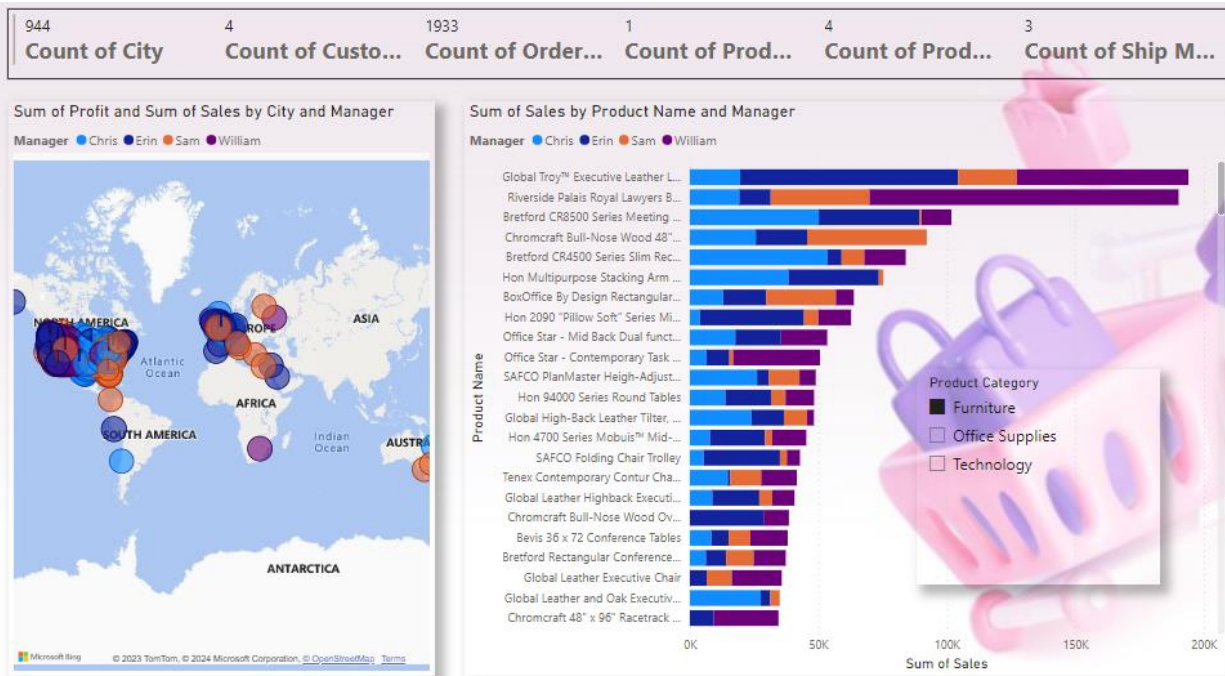 944 4 1933 1 4 3
Count of City Count of Custo... Count of Order... Count of Prod... Count of Prod... Count of Ship M...
Sum of Profit and Sum of Sales by City and Manager
Manager Chris Erin Sam William
NORTH AMERICA
EUROPE
ASIA
Atlantic
Ocean
AFRICA
SOUTH AMERICA
Indian
Ocean
AUSTRA
ANTARCTICA
Microsoft Bing © 2023 TomTom, © 2024 Microsoft Corporation, © OpenStreetMap Terms
Sum of Sales by Product Name and Manager
Manager Chris Erin Sam William
Product Name
Global Troy™ Executive Leather L...
Riverside Palais Royal Lawyers B...
Bretford CR8500 Series Meeting ...
Chromcraft Bull-Nose Wood 48"...
Bretford CR4500 Series Slim Rec...
Hon Multipurpose Stacking Arm ...
BoxOffice By Design Rectangular...
Hon 2090 "Pillow Soft" Series Mi...
Office Star - Mid Back Dual funct...
Office Star - Contemporary Task ...
SAFCO PlanMaster Heigh-Adjust...
Hon 94000 Series Round Tables
Global High-Back Leather Tilter, ...
Hon 4700 Series Mobuis™ Mid-...
SAFCO Folding Chair Trolley
Tenex Contemporary Contur Cha...
Global Leather Highback Executi...
Chromcraft Bull-Nose Wood Ov...
Bevis 36 x 72 Conference Tables
Bretford Rectangular Conference...
Global Leather Executive Chair
Global Leather and Oak Executiv...
Chromcraft 48" x 96" Racetrack ...
0K 50K 100K 150K 200K
Sum of Sales
Product Category
Furniture
Office Supplies
Technology